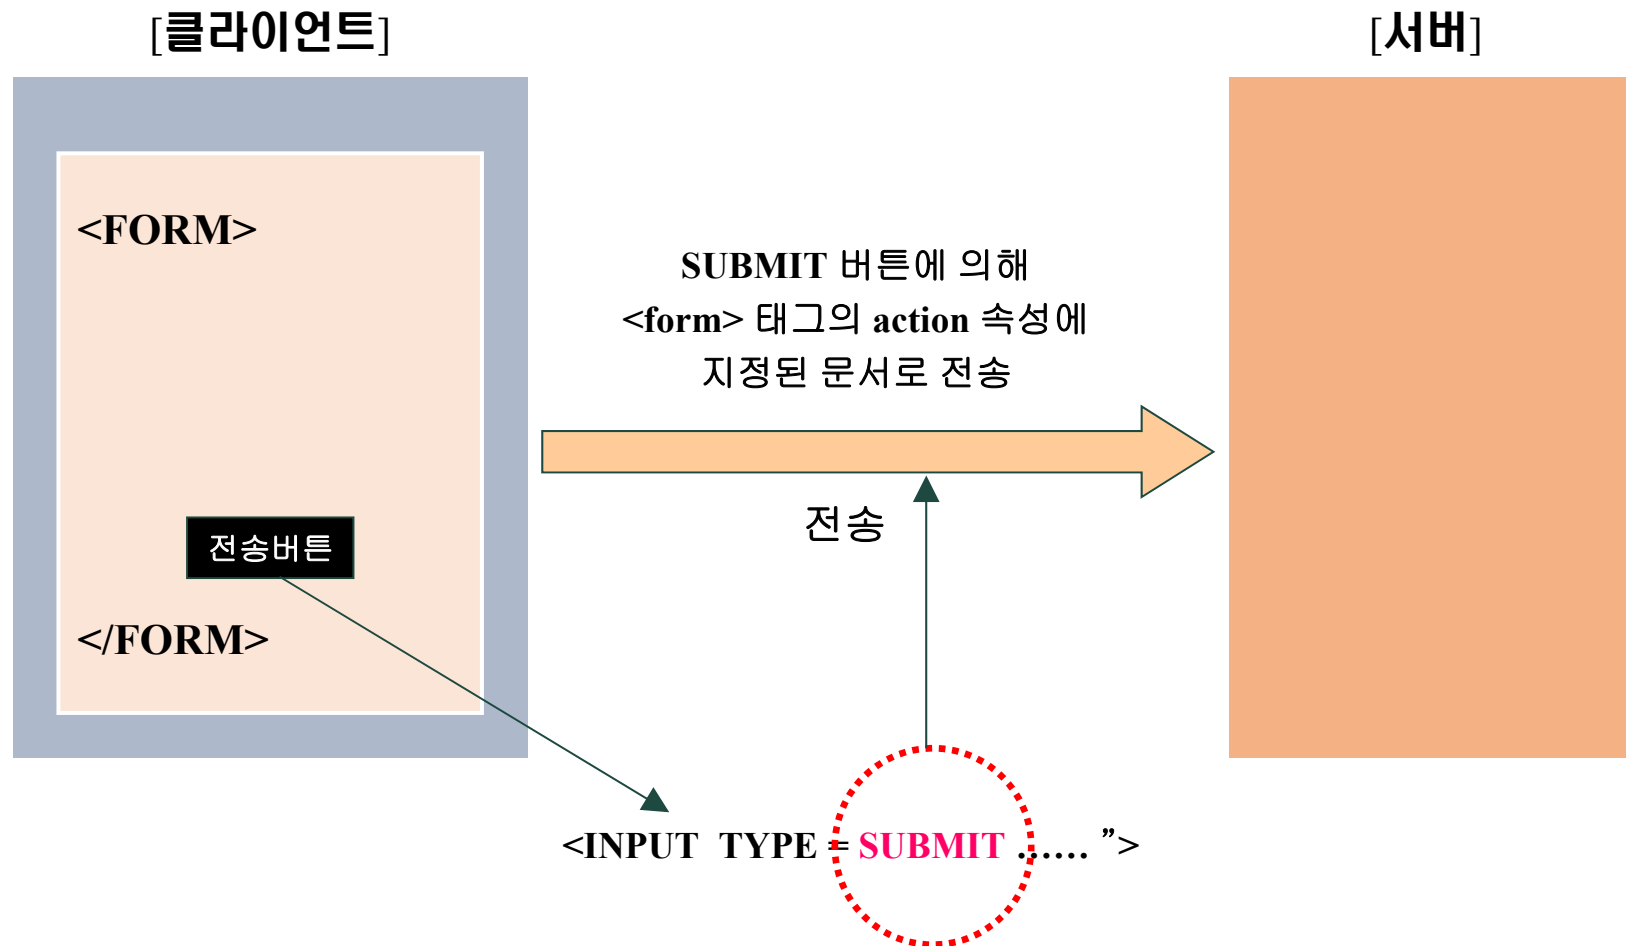 [클라이언트]
[서버]
<FORM>
SUBMIT 버튼에 의해
<form> 태그의 action 속성에
지정된 문서로 전송
전송
전송버튼
</FORM>
<INPUT TYPE = SUBMIT ...... ”>